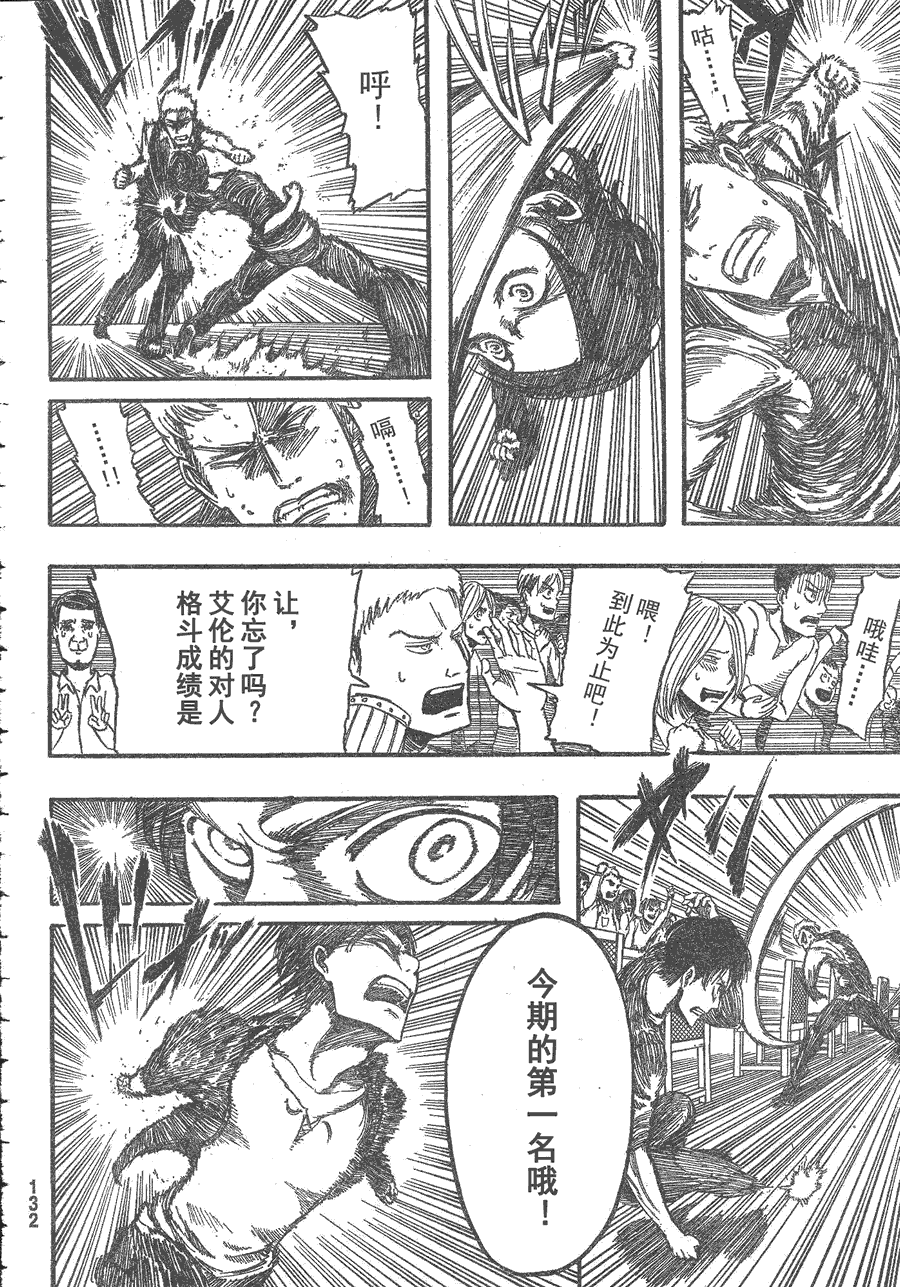 咕……！
呼！
嗝……！
……!!
哦哇……
喂！
到此为止吧！
让，
你忘了吗？
艾伦的对人
格斗成绩是
今期的第一名哦！
132